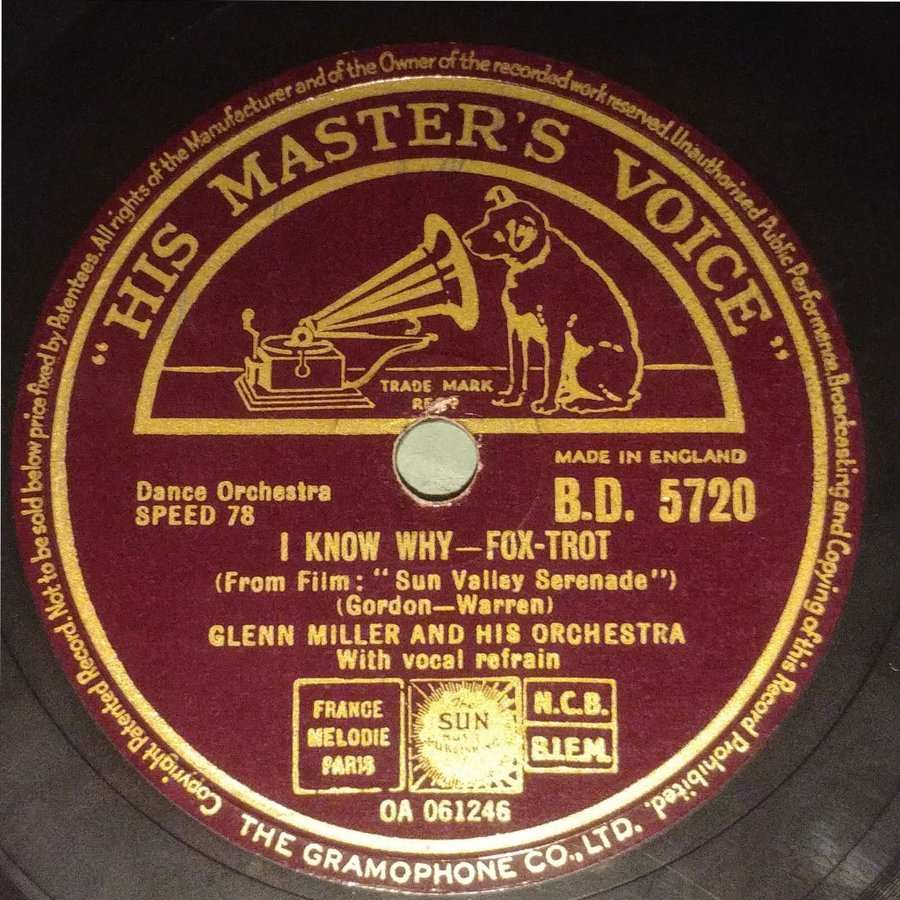 Copyright Patented Record. Not to be sold below price fixed by Patentees. All rights of the Manufacturer and of the Owner of the recorded work reserved. Unauthorised Public Performance, Broadcasting and Copying of this Record Prohibited.
"HIS MASTER'S VOICE"
TRADE MARK
REGD
MADE IN ENGLAND
Dance Orchestra
SPEED 78
B.D. 5720
I KNOW WHY—FOX-TROT
(From Film: "Sun Valley Serenade")
(Gordon—Warren)
GLENN MILLER AND HIS ORCHESTRA
With vocal refrain
FRANCE
MELODIE
PARIS
The
SUN
MUSIC
PUBLISHING
N.C.B.
B.I.E.M.
OA 061246
THE GRAMOPHONE CO., LTD.